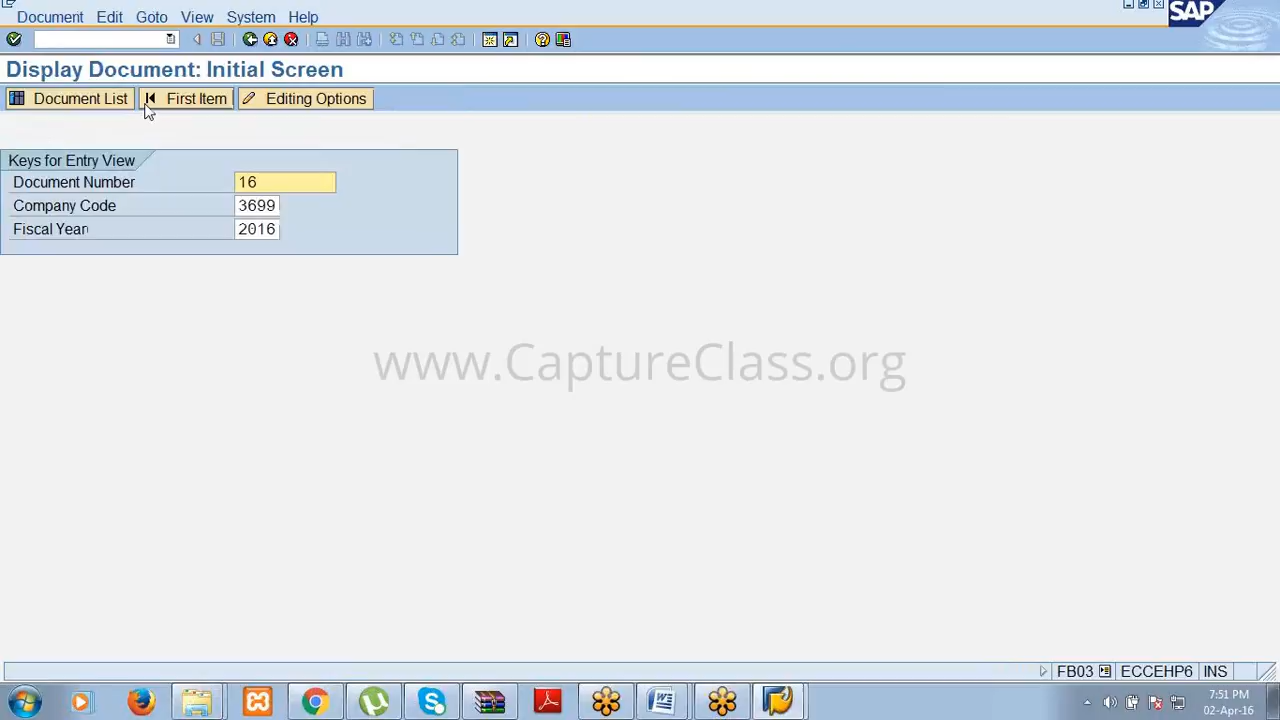 Document Edit Goto View System Help
SAP
Display Document: Initial Screen
Document List First Item Editing Options
Keys for Entry View
Document Number 16
Company Code 3699
Fiscal Year 2016
www.CaptureClass.org
FB03 ECCEHP6 INS
7:51 PM
02-Apr-16